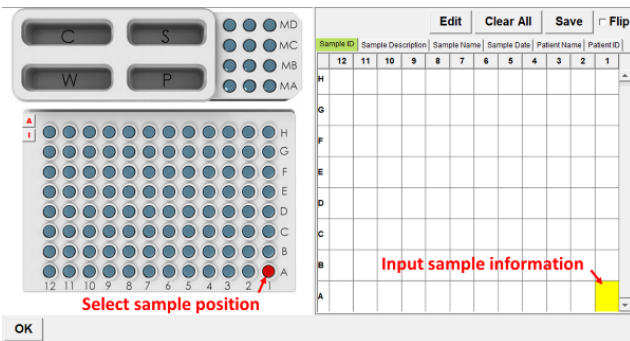 Edit Clear All Save Flip
Sample ID Sample Description Sample Name Sample Date Patient Name Patient ID
12 11 10 9 8 7 6 5 4 3 2 1
H
G
F
E
D
C
B
A
Input sample information
C S
W P
MD
MC
MB
MA
A
I
H
G
F
E
D
C
B
A
12 11 10 9 8 7 6 5 4 3 2 1
Select sample position
OK